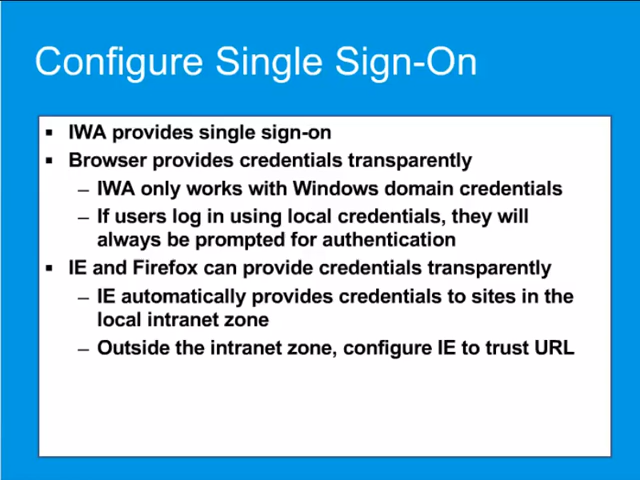 Configure Single Sign-On
▪ IWA provides single sign-on
▪ Browser provides credentials transparently
– IWA only works with Windows domain credentials
– If users log in using local credentials, they will
always be prompted for authentication
▪ IE and Firefox can provide credentials transparently
– IE automatically provides credentials to sites in the
local intranet zone
– Outside the intranet zone, configure IE to trust URL